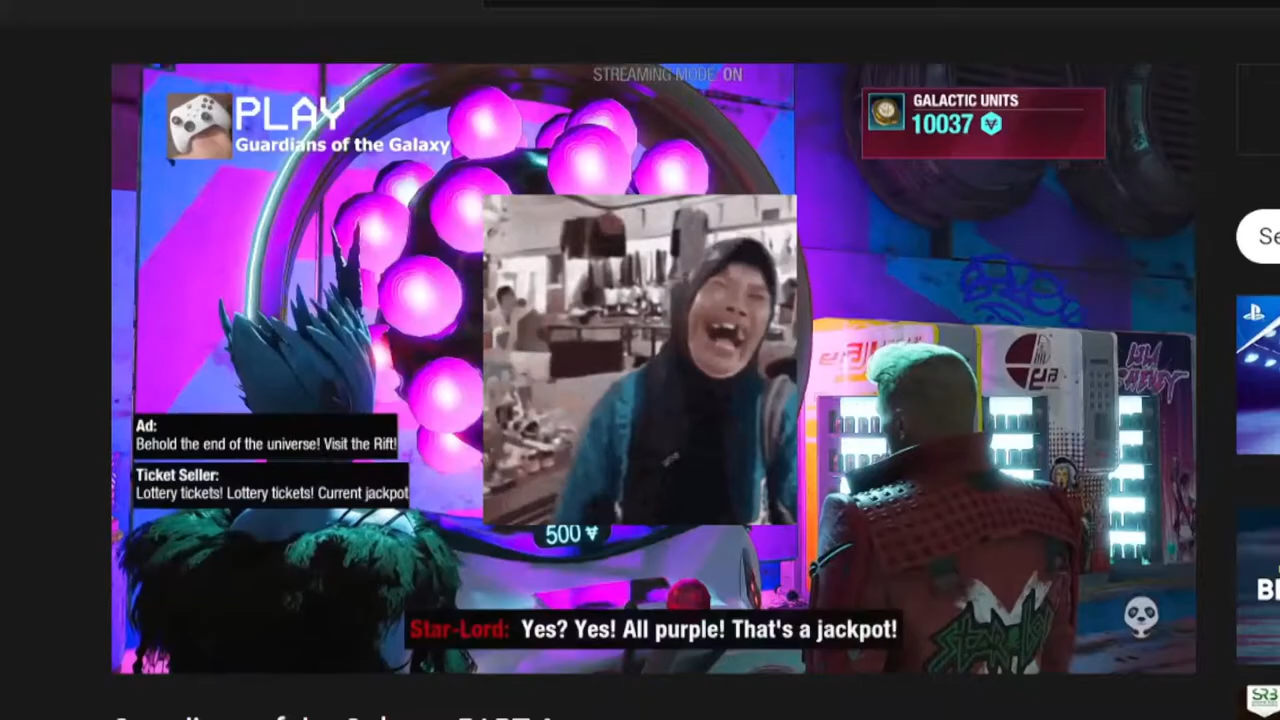 STREAMING MODE ON
PLAY
Guardians of the Galaxy
GALACTIC UNITS
10037
Ad:
Behold the end of the universe! Visit the Rift!
Ticket Seller:
Lottery tickets! Lottery tickets! Current jackpot
500
Star-Lord: Yes? Yes! All purple! That's a jackpot!
Se
SRB